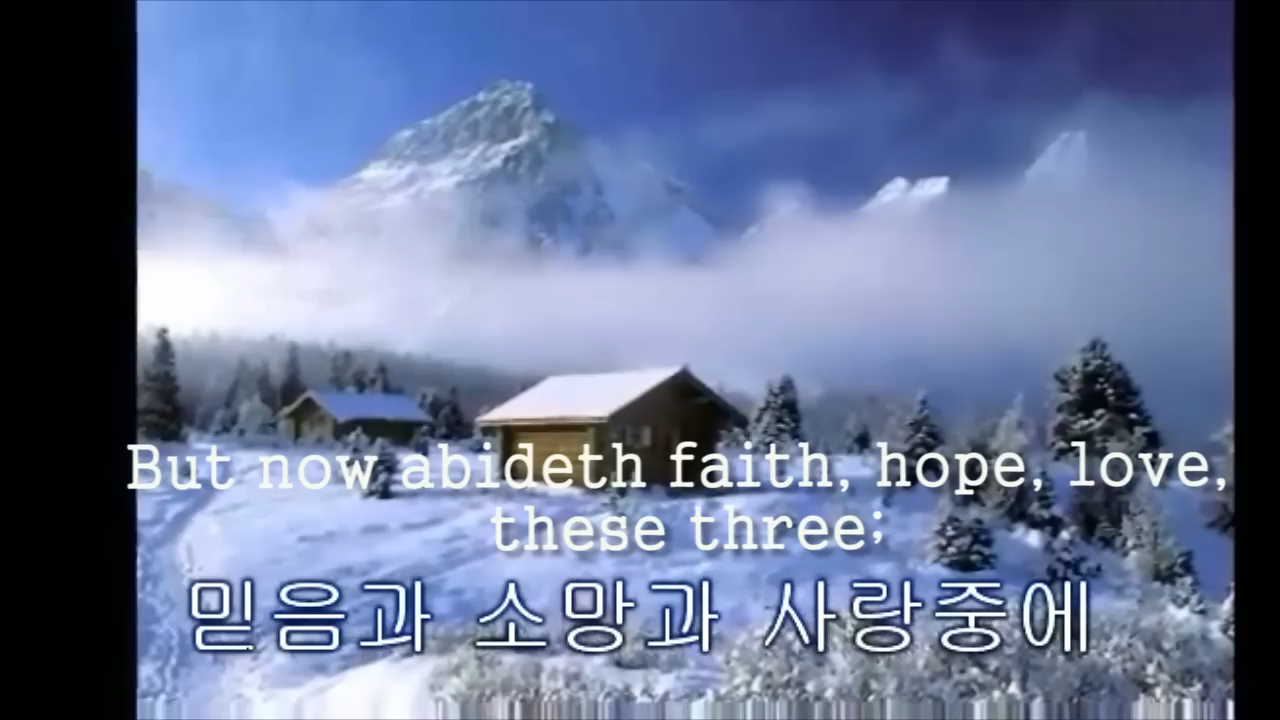 But now abideth faith, hope, love,
these three;
믿음과 소망과 사랑중에